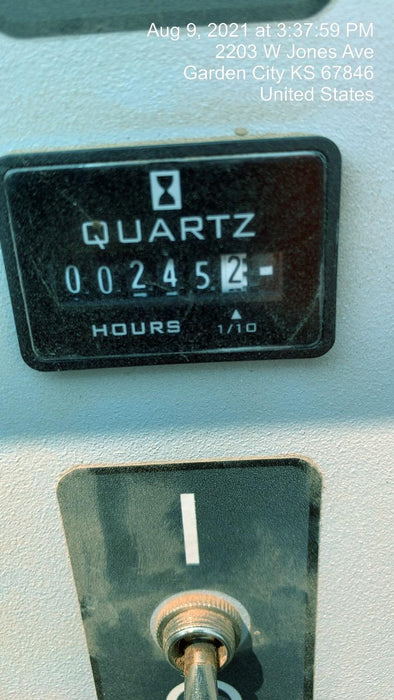 Aug 9, 2021 at 3:37:59 PM
2203 W Jones Ave
Garden City KS 67846
United States
QUARTZ
002452
HOURS 1/10